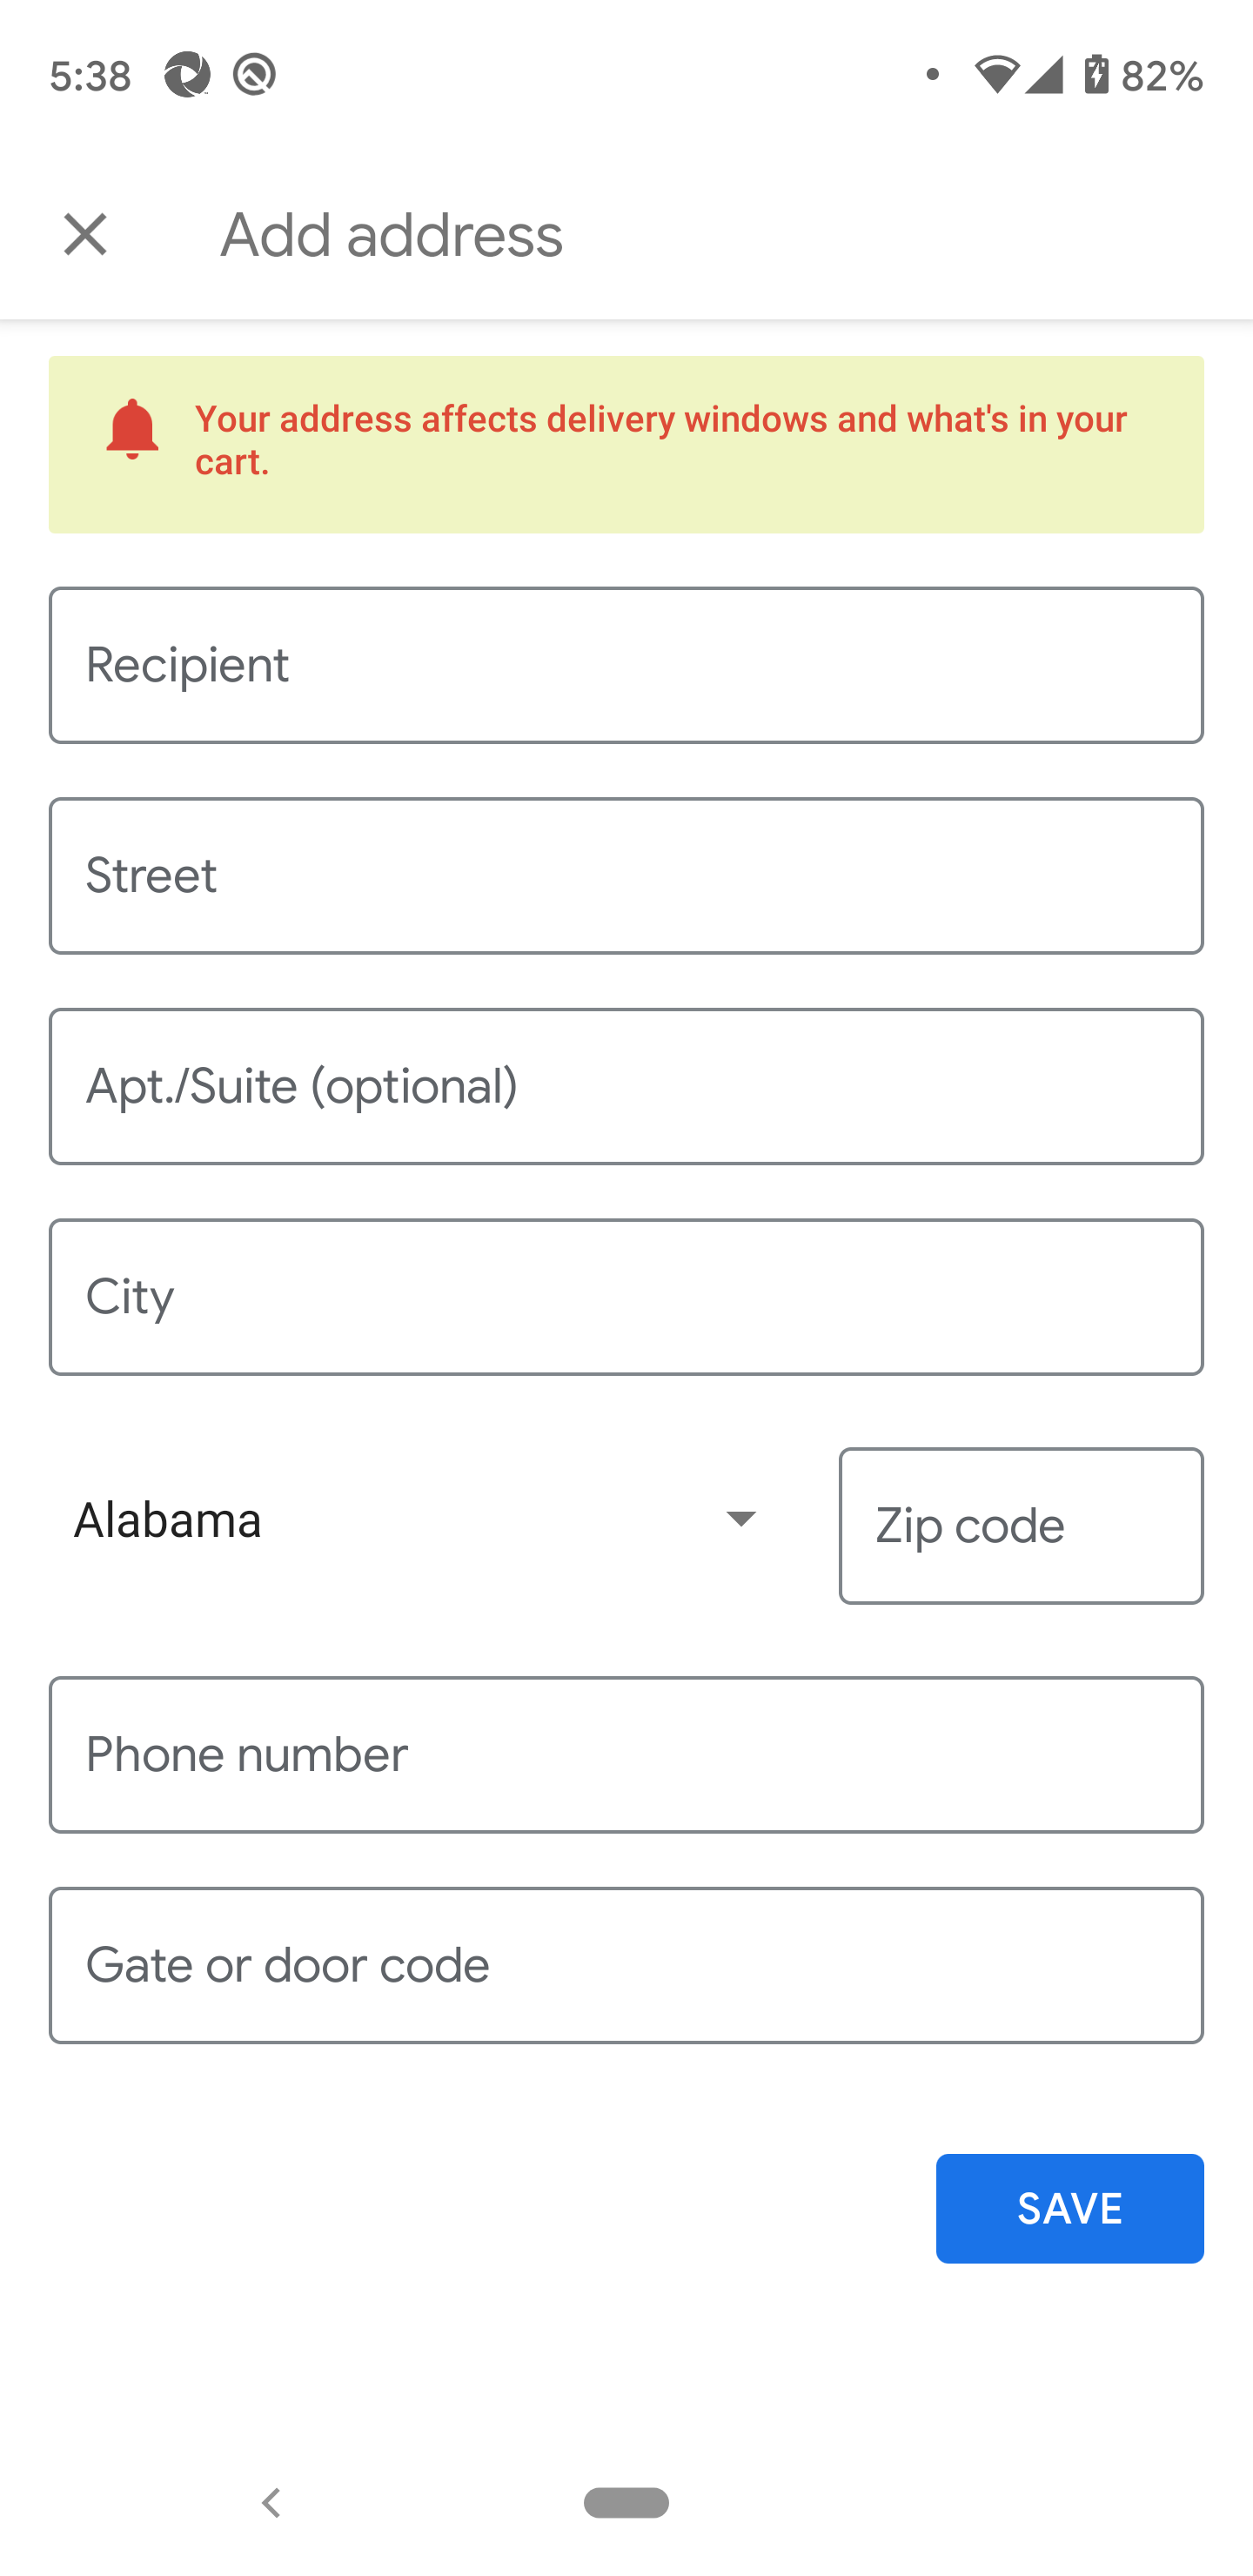 5:38
82%
Add address
Your address affects delivery windows and what's in your
cart.
Recipient
Street
Apt./Suite (optional)
City
Alabama
Zip code
Phone number
Gate or door code
SAVE